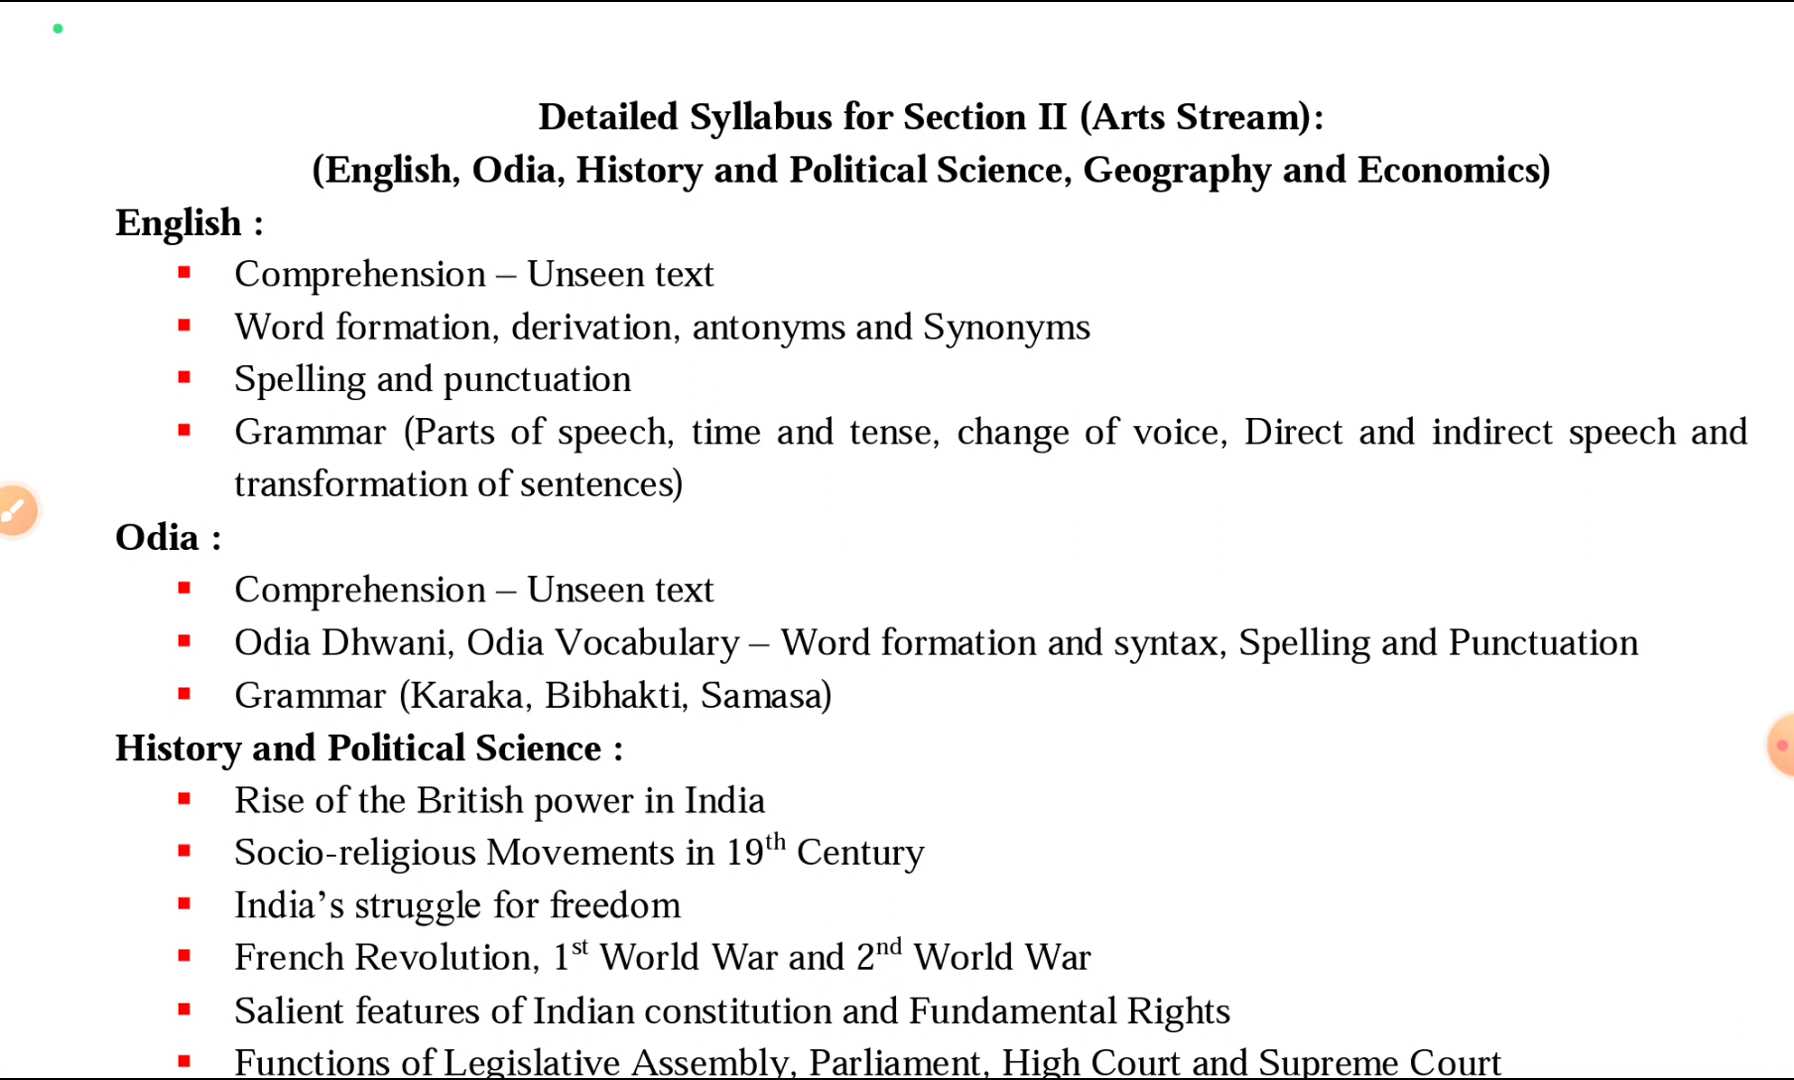 Detailed Syllabus for Section II (Arts Stream):
(English, Odia, History and Political Science, Geography and Economics)
English :
Comprehension – Unseen text
Word formation, derivation, antonyms and Synonyms
Spelling and punctuation
Grammar (Parts of speech, time and tense, change of voice, Direct and indirect speech and
transformation of sentences)
Odia :
Comprehension – Unseen text
Odia Dhwani, Odia Vocabulary – Word formation and syntax, Spelling and Punctuation
Grammar (Karaka, Bibhakti, Samasa)
History and Political Science :
Rise of the British power in India
Socio-religious Movements in 19th Century
India’s struggle for freedom
French Revolution, 1st World War and 2nd World War
Salient features of Indian constitution and Fundamental Rights
Functions of Legislative Assembly, Parliament, High Court and Supreme Court